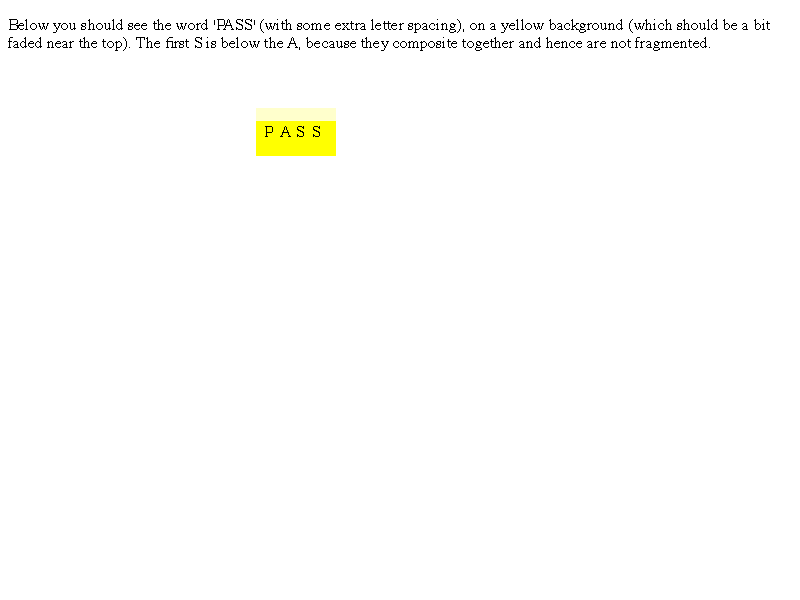 Below you should see the word 'PASS' (with some extra letter spacing), on a yellow background (which should be a bit
faded near the top). The first S is below the A, because they composite together and hence are not fragmented.
P A S S